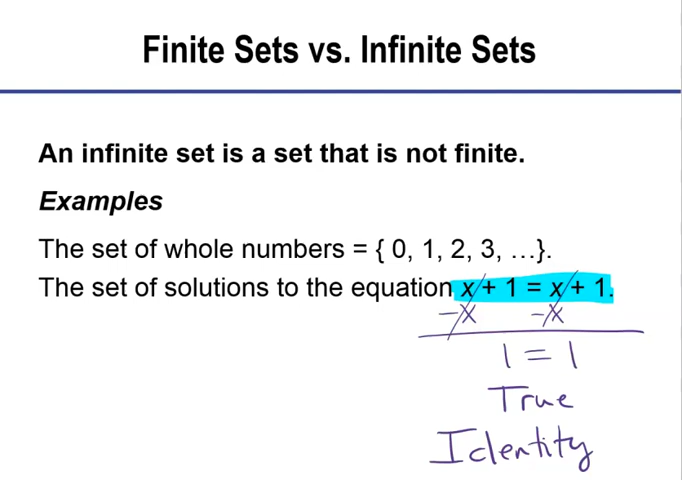 Finite Sets vs. Infinite Sets
An infinite set is a set that is not finite.
Examples
The set of whole numbers = { 0, 1, 2, 3, …}.
The set of solutions to the equation x + 1 = x + 1.
-x -x
1 = 1
True
Identity